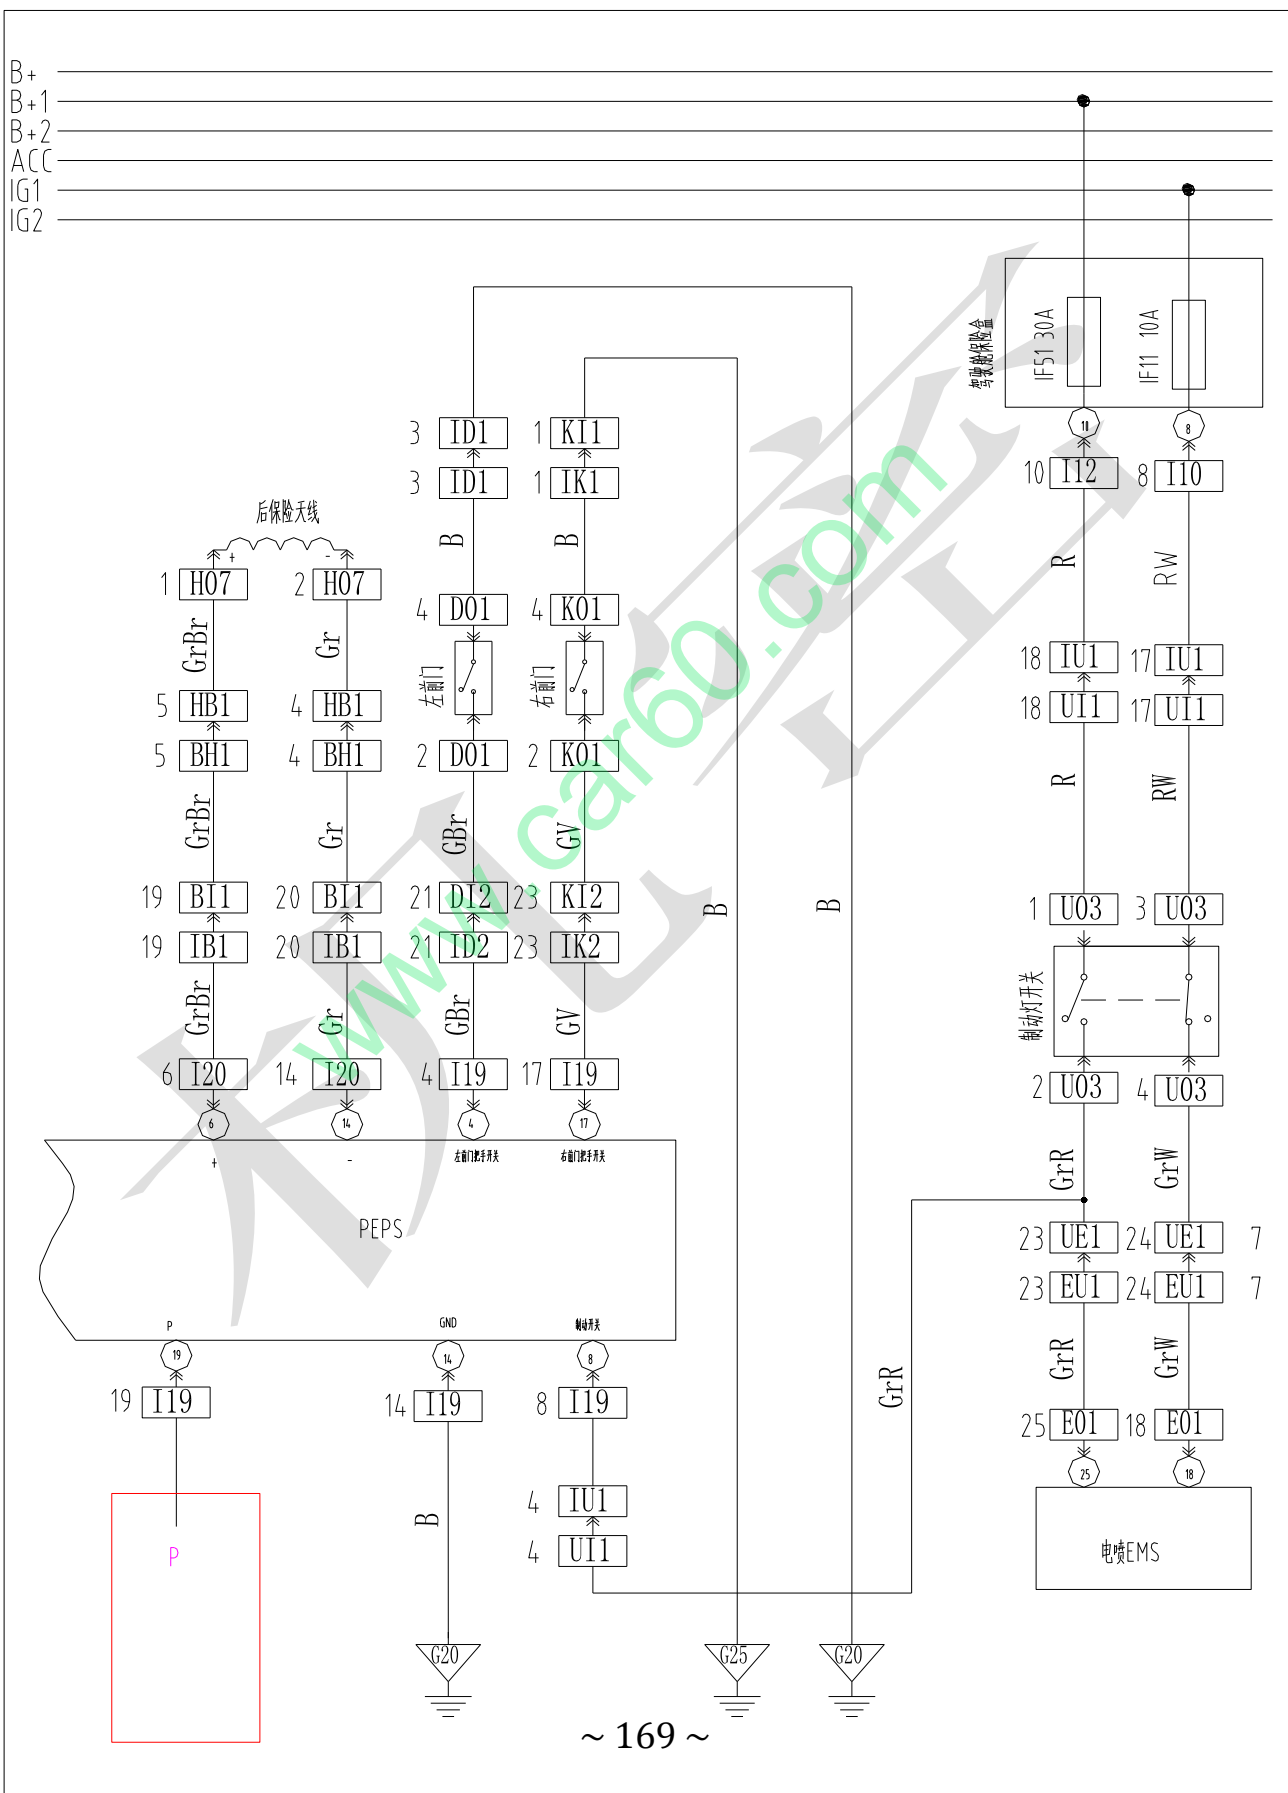 B+
B+1
B+2
ACC
IG1
IG2
驾驶舱保险盒
IF51 30A
IF11 10A
10
8
3 ID1 1 KI1
10 I12 8 I10
3 ID1 1 IK1
后保险天线
+ -
B B R RW
1 H07 2 H07
4 D01 4 K01
GrBr Gr
左前门 右前门
18 IU1 17 IU1
5 HB1 4 HB1
18 UI1 17 UI1
5 BH1 4 BH1 2 D01 2 K01
R RW
GrBr Gr GBr GV
19 BI1 20 BI1 21 DI2 23 KI2
B B
1 U03 3 U03
19 IB1 20 IB1 21 ID2 23 IK2
制动灯开关
GrBr Gr GBr GV
6 I20 14 I20 4 I19 17 I19
2 U03 4 U03
6 14 4 17
+ - 左前门把手开关 右前门把手开关
GrR GrW
PEPS
23 UE1 24 UE1 7
23 EU1 24 EU1 7
P GND 制动开关
19 14 8
GrR GrW
GrR
19 I19 14 I19 8 I19
25 E01 18 E01
25 18
4 IU1
B
4 UI1
P
电喷EMS
G20 G25 G20
~ 169 ~
www.car60.com